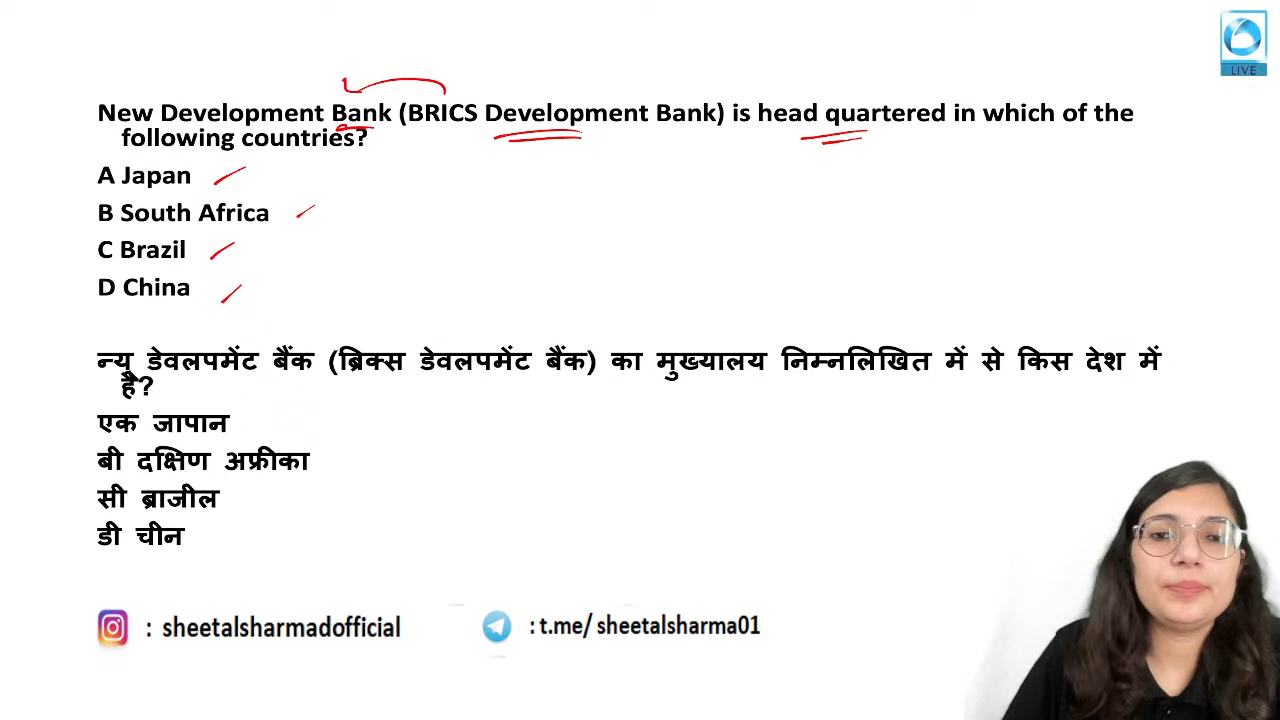 LIVE
New Development Bank (BRICS Development Bank) is head quartered in which of the
following countries?
A Japan
B South Africa
C Brazil
D China
न्यू डेवलपमेंट बैंक (ब्रिक्स डेवलपमेंट बैंक) का मुख्यालय निम्नलिखित में से किस देश में
है?
एक जापान
बी दक्षिण अफ्रीका
सी ब्राजील
डी चीन
: sheetalsharmadofficial
: t.me/ sheetalsharma01